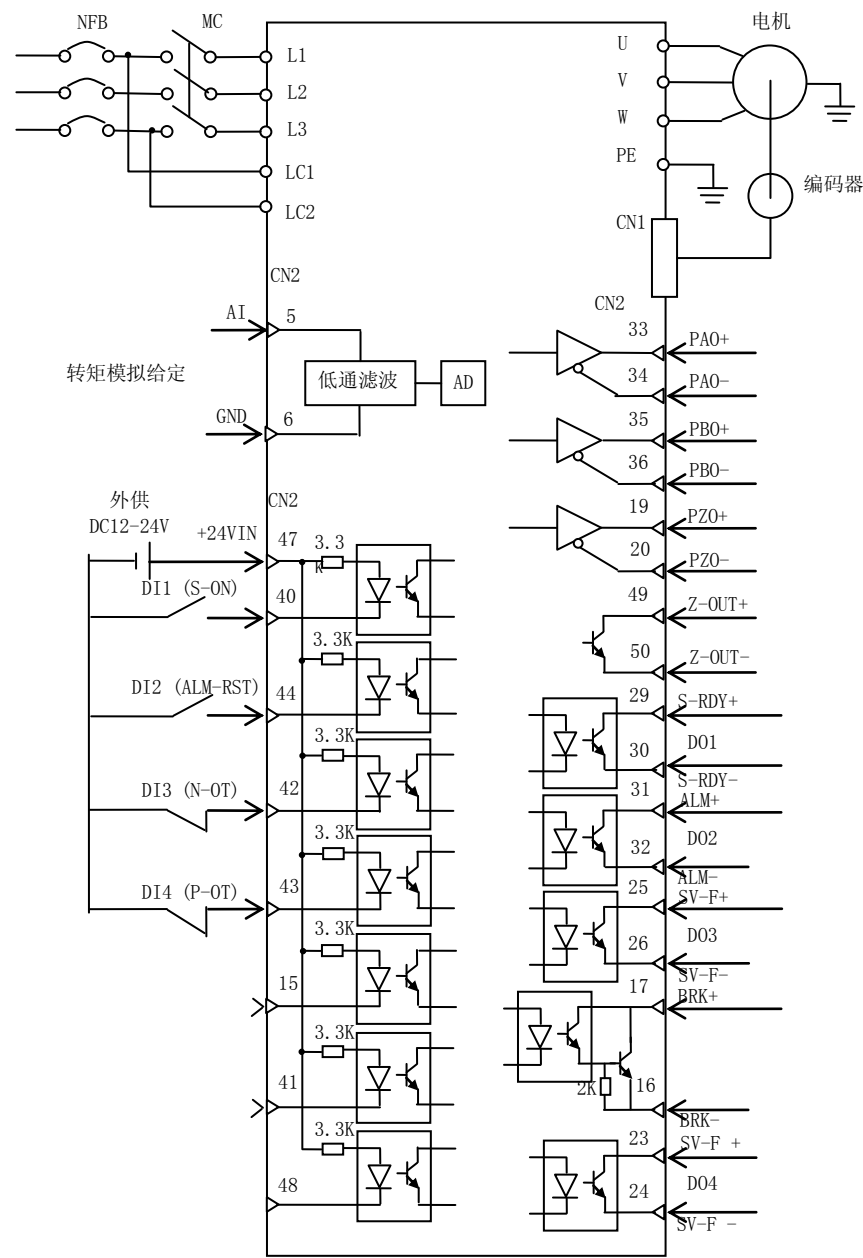 NFB
MC
L1
L2
L3
LC1
LC2
U
V
W
PE
电机
编码器
CN1
CN2
AI
5
转矩模拟给定
低通滤波
AD
GND
6
CN2
33
PAO+
34
PAO-
35
PBO+
36
PBO-
19
PZO+
20
PZO-
49
Z-OUT+
50
Z-OUT-
29
S-RDY+
DO1
30
S-RDY-
31
ALM+
DO2
32
ALM-
25
SV-F+
DO3
26
SV-F-
17
BRK+
2K
16
BRK-
23
SV-F +
DO4
24
SV-F -
CN2
外供
DC12-24V
+24VIN
47
3.3
K
DI1 (S-ON)
40
3.3K
DI2 (ALM-RST)
44
3.3K
DI3 (N-OT)
42
3.3K
DI4 (P-OT)
43
3.3K
15
3.3K
41
3.3K
48